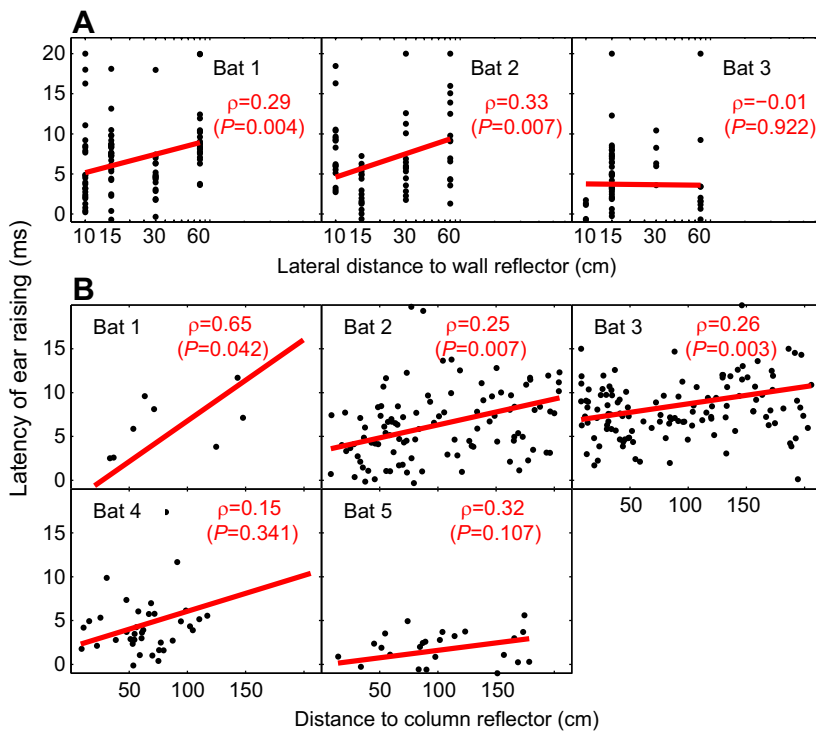 A
20
15
10
5
0
Bat 1
ρ=0.29
(P=0.004)
Bat 2
ρ=0.33
(P=0.007)
Bat 3
ρ=−0.01
(P=0.922)
10 15 30 60
10 15 30 60
10 15 30 60
Lateral distance to wall reflector (cm)
Latency of ear raising (ms)
B
15
10
5
0
Bat 1
ρ=0.65
(P=0.042)
Bat 2
ρ=0.25
(P=0.007)
Bat 3
ρ=0.26
(P=0.003)
50 100 150
15
10
5
0
Bat 4
ρ=0.15
(P=0.341)
Bat 5
ρ=0.32
(P=0.107)
50 100 150
50 100 150
Distance to column reflector (cm)